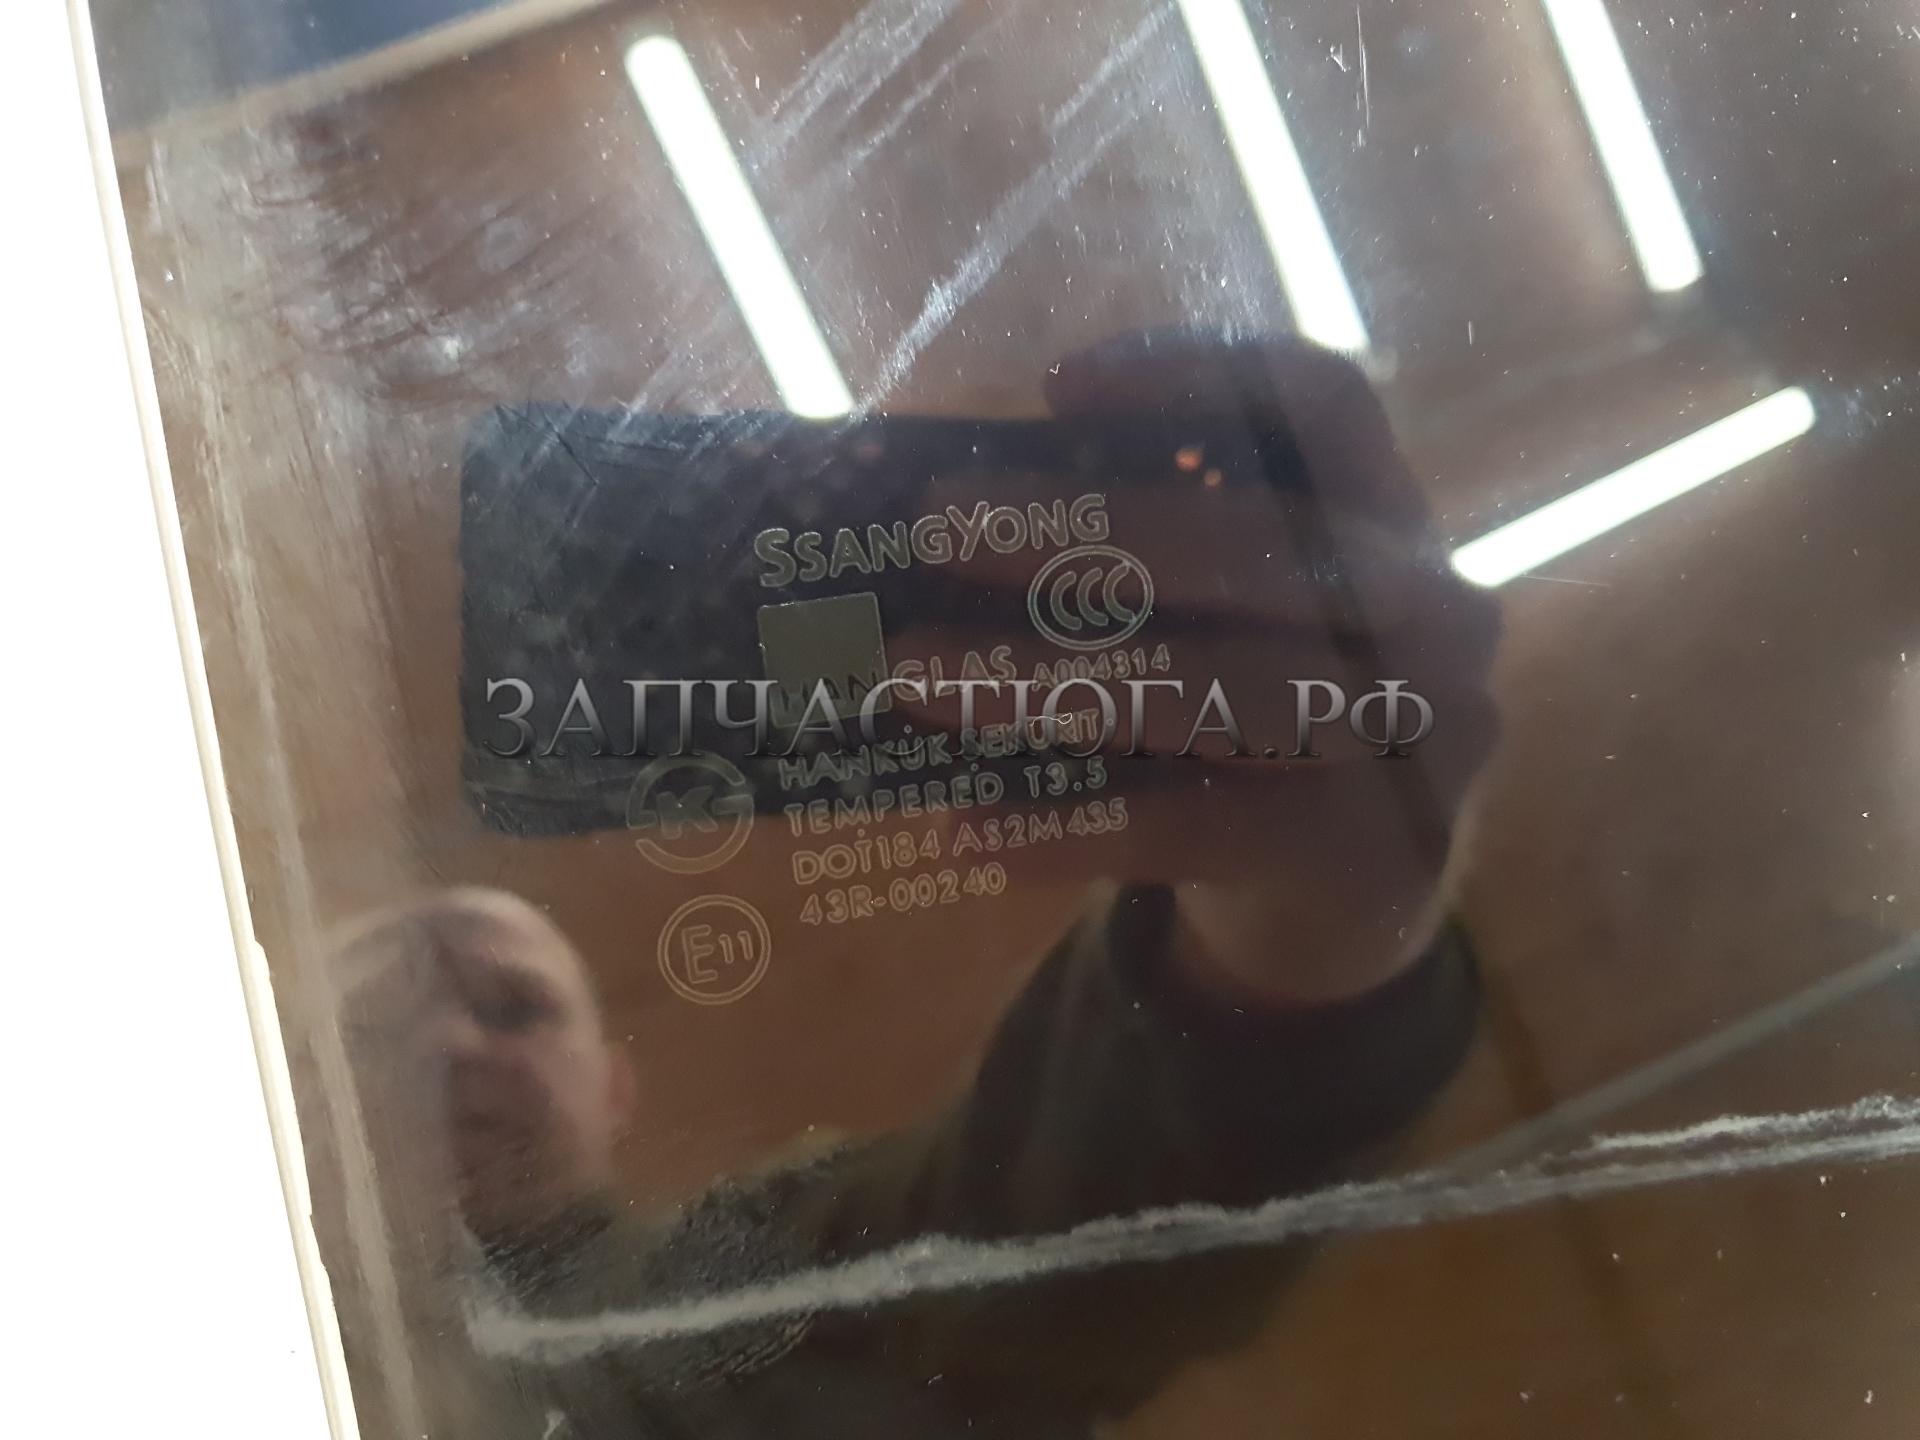 SSANGYONG
CCC
HANGLAS A004314
ЗАПЧАСТЮГА.РФ
HANKUK SEKURIT
K
TEMPERED T3.5
DOT184 AS2M435
43R-00240
E11